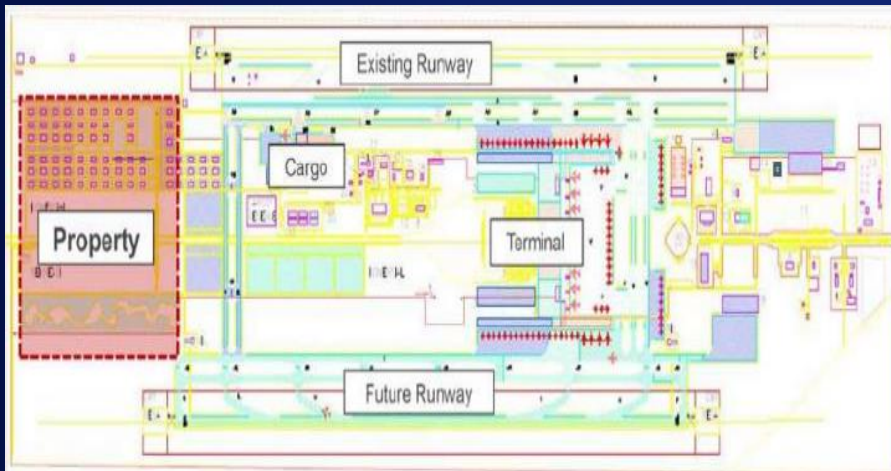 Existing Runway
Cargo
Property
Terminal
Future Runway